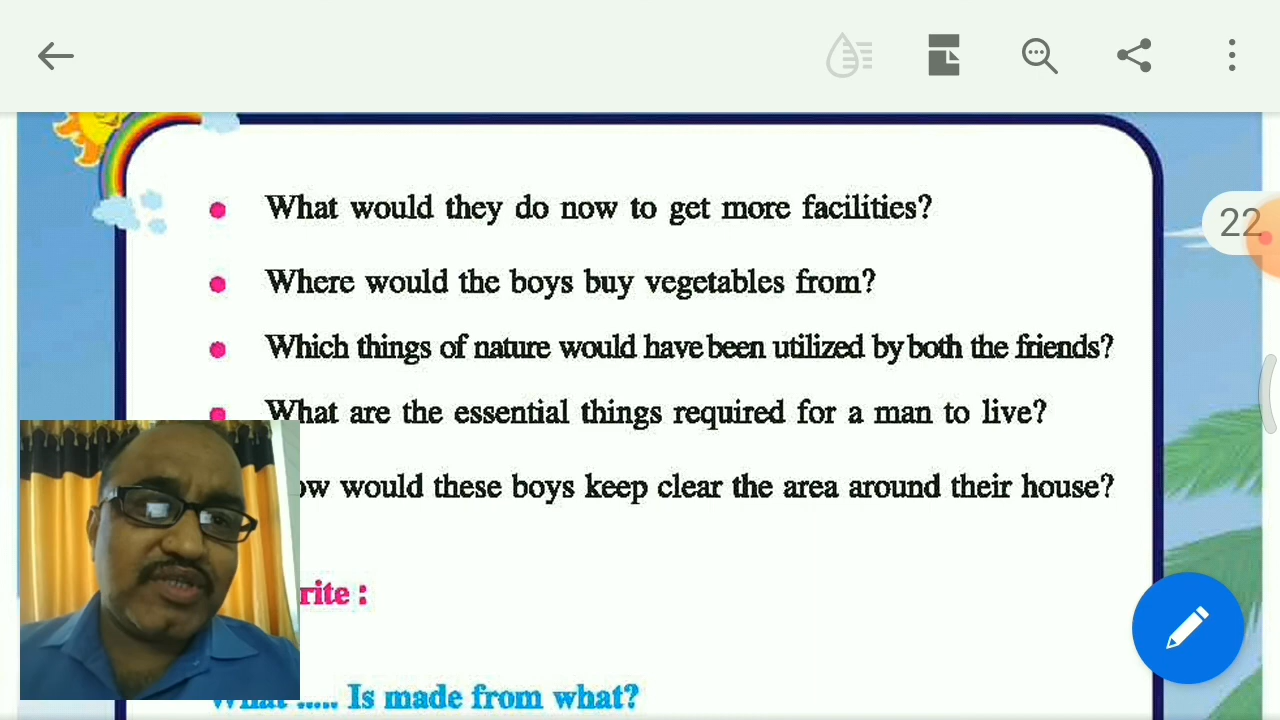 22
What would they do now to get more facilities?
Where would the boys buy vegetables from?
Which things of nature would have been utilized by both the friends?
What are the essential things required for a man to live?
would these boys keep clear the area around their house?
What ..... Is made from what?